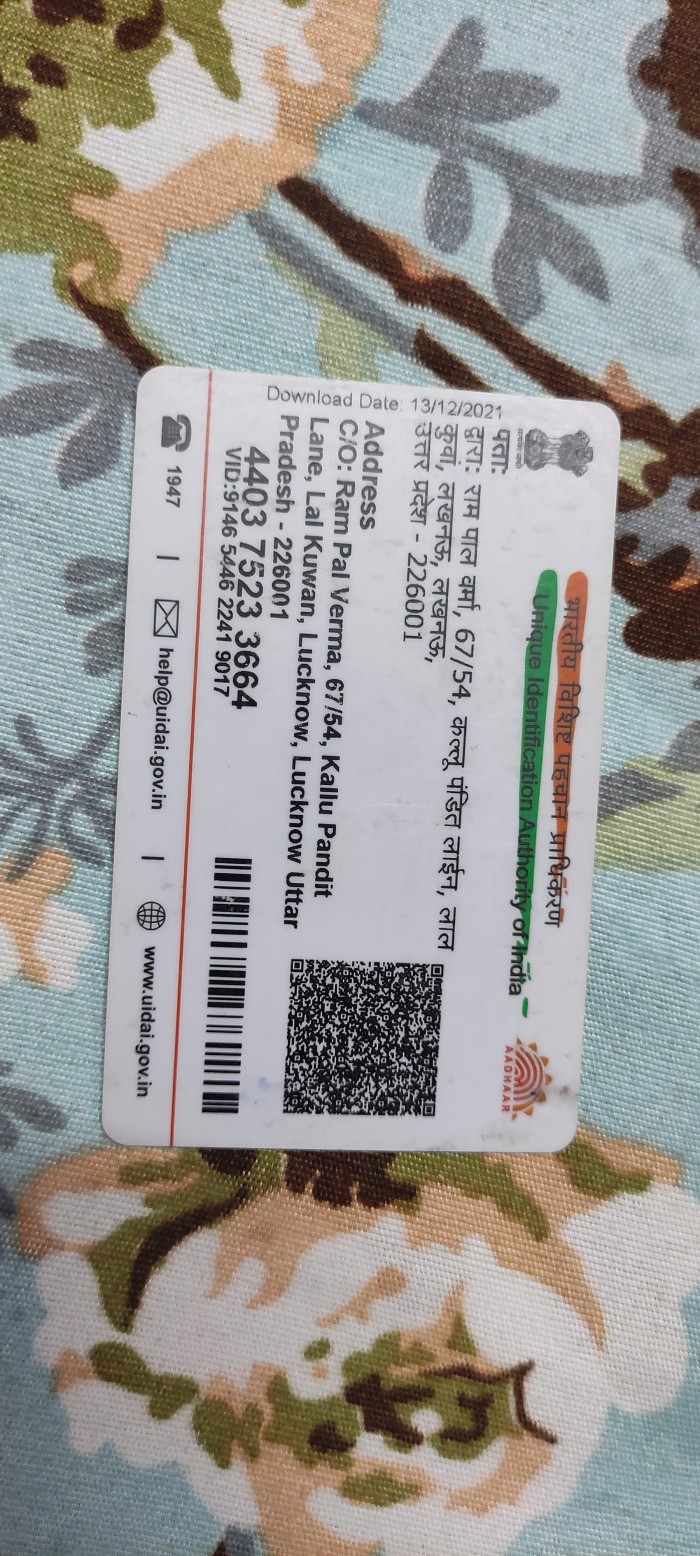 भारतीय विशिष्ट पहचान प्राधिकरण
Unique Identification Authority of India
AADHAAR
Download Date: 13/12/2021
पता:
द्वारा: राम पाल वर्मा, 67/54, कल्लू पंडित लाईन, लाल
कुवां, लखनऊ, लखनऊ,
उत्तर प्रदेश - 226001
Address
C/O: Ram Pal Verma, 67/54, Kallu Pandit
Lane, Lal Kuwan, Lucknow, Lucknow Uttar
Pradesh - 226001
4403 7523 3664
VID:9146 5446 2241 9017
1947 | help@uidai.gov.in | www.uidai.gov.in